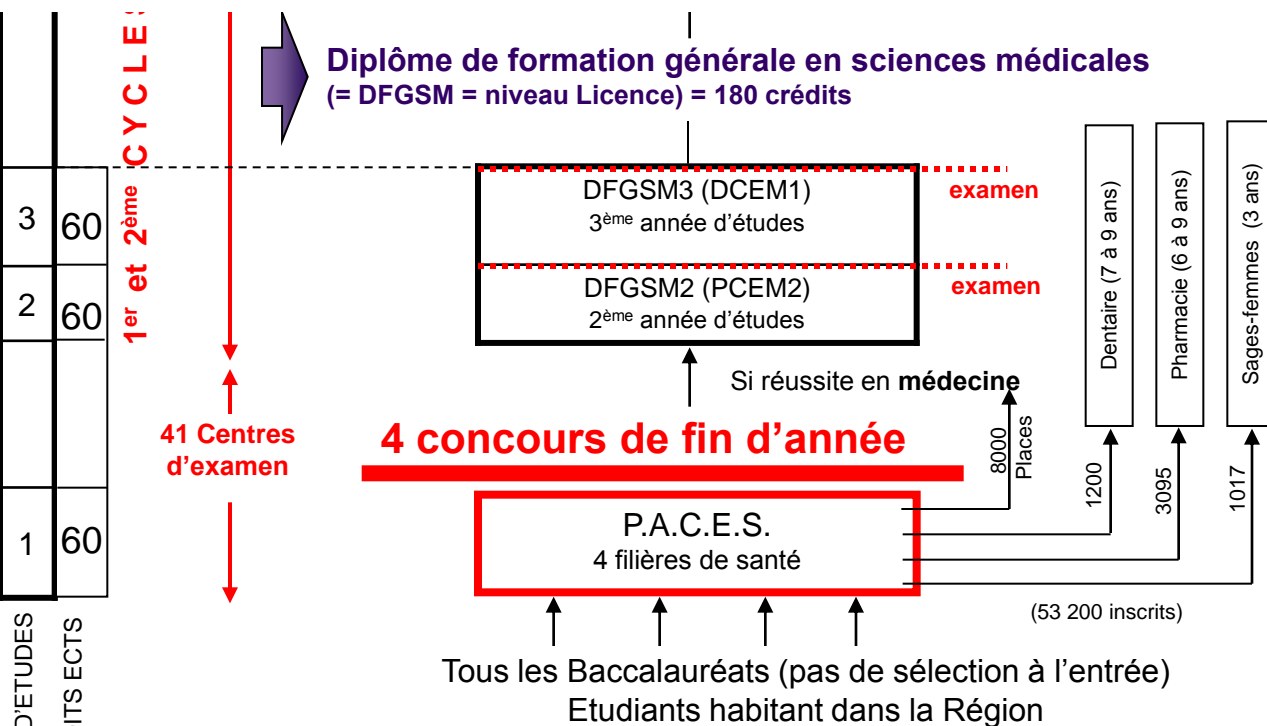 Diplôme de formation générale en sciences médicales
(= DFGSM = niveau Licence) = 180 crédits
1er et 2ème CYCLES
3
60
2
60
1
60
DFGSM3 (DCEM1)
3ème année d’études
examen
DFGSM2 (PCEM2)
2ème année d’études
examen
Dentaire (7 à 9 ans)
Pharmacie (6 à 9 ans)
Sages-femmes (3 ans)
Si réussite en médecine
41 Centres
d’examen
4 concours de fin d’année
8000
Places
1200
3095
1017
P.A.C.E.S.
4 filières de santé
(53 200 inscrits)
Tous les Baccalauréats (pas de sélection à l’entrée)
Etudiants habitant dans la Région
D'ETUDES
ITS ECTS